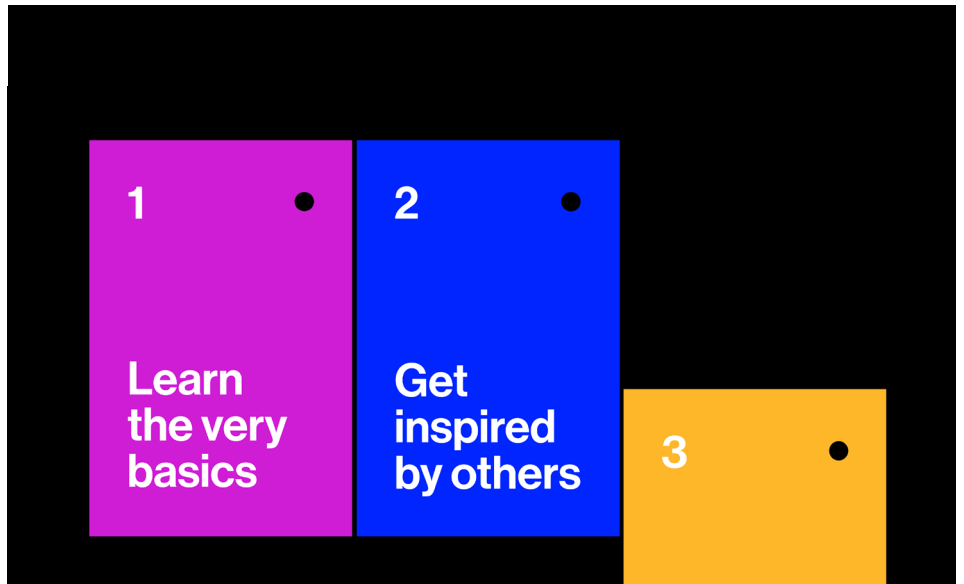 1
Learn
the very
basics
2
Get
inspired
by others
3